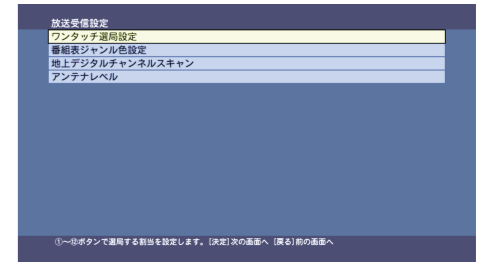 放送受信設定
ワンタッチ選局設定
番組表ジャンル色設定
地上デジタルチャンネルスキャン
アンテナレベル
①～⑫ボタンで選局する割当を設定します。[決定]次の画面へ [戻る]前の画面へ